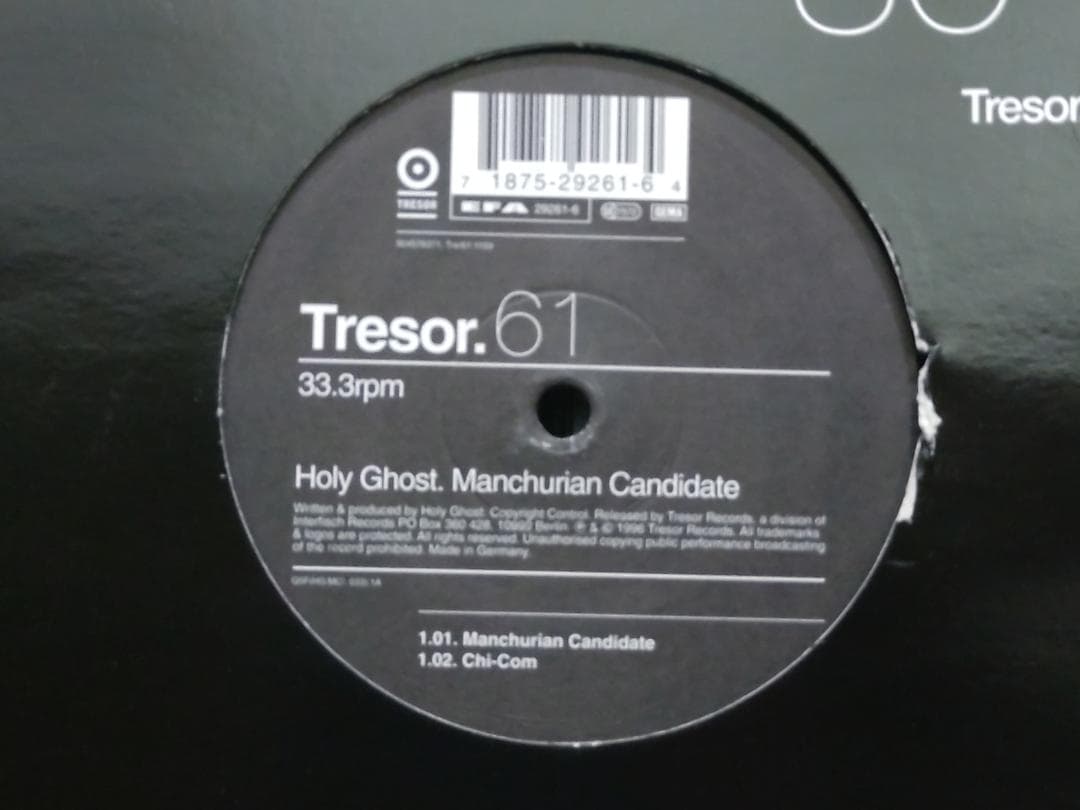 Tresor
7 1875-29261-6 4
TRESOR
EFA 29261-6 GEMA
Tresor.61
33.3rpm
Holy Ghost. Manchurian Candidate
Written & produced by Holy Ghost. Copyright Control. Released by Tresor Records. a division of
Interfisch Records PO Box 360 428, Berlin. ℗ & © 1996 Tresor Records. All trademarks
& logos are protected. All rights reserved. Unauthorised copying public performance broadcasting
of the record prohibited. Made in Germany.
1.01. Manchurian Candidate
1.02. Chi-Com